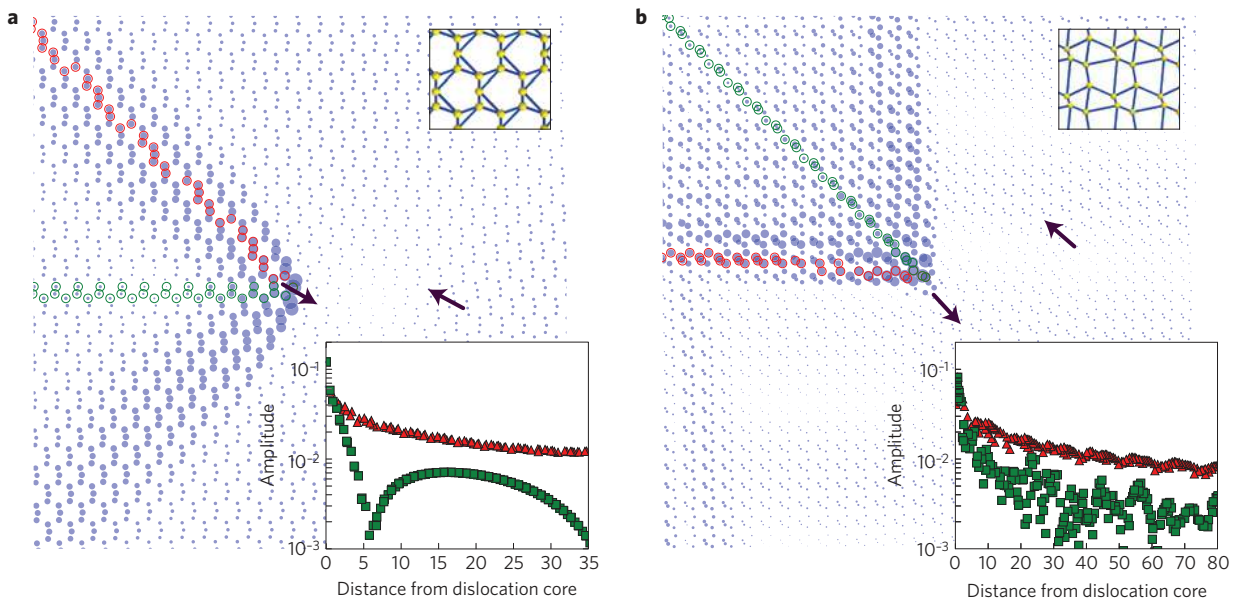 a
b
10⁻¹
10⁻²
10⁻³
Amplitude
0 5 10 15 20 25 30 35
Distance from dislocation core
10⁻¹
10⁻²
10⁻³
Amplitude
0 10 20 30 40 50 60 70 80
Distance from dislocation core